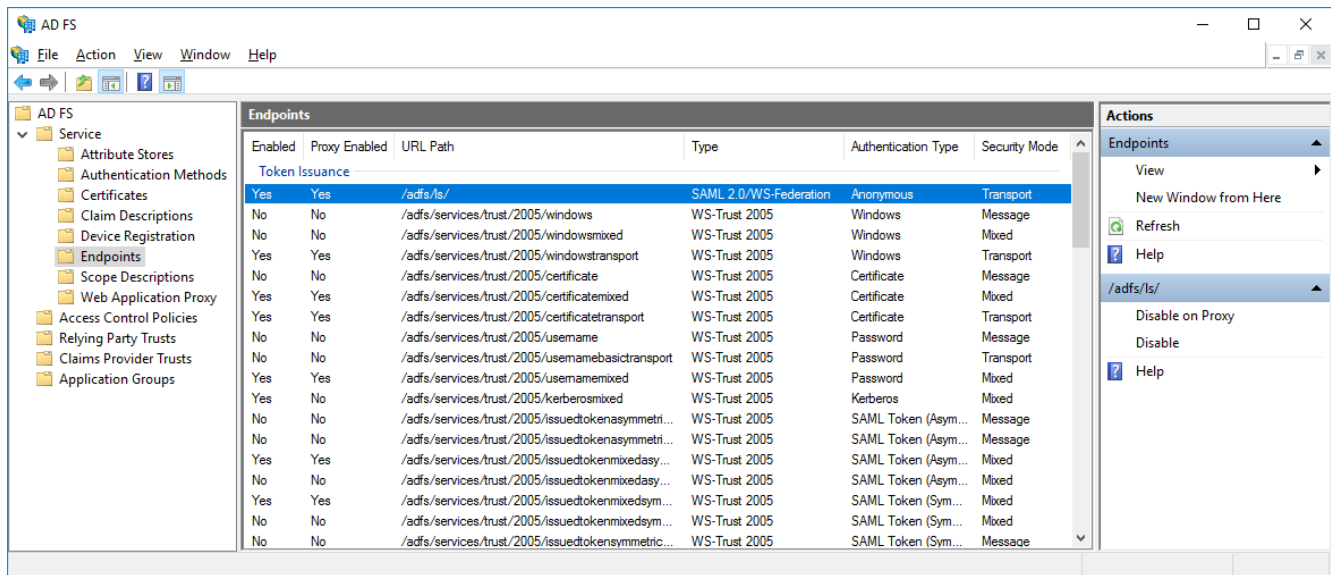 AD FS
File Action View Window Help
AD FS
Service
Attribute Stores
Authentication Methods
Certificates
Claim Descriptions
Device Registration
Endpoints
Scope Descriptions
Web Application Proxy
Access Control Policies
Relying Party Trusts
Claims Provider Trusts
Application Groups
Endpoints
Enabled Proxy Enabled URL Path Type Authentication Type Security Mode
Token Issuance
Yes Yes /adfs/ls/ SAML 2.0/WS-Federation Anonymous Transport
No No /adfs/services/trust/2005/windows WS-Trust 2005 Windows Message
No No /adfs/services/trust/2005/windowsmixed WS-Trust 2005 Windows Mixed
Yes Yes /adfs/services/trust/2005/windowstransport WS-Trust 2005 Windows Transport
No No /adfs/services/trust/2005/certificate WS-Trust 2005 Certificate Message
Yes Yes /adfs/services/trust/2005/certificatemixed WS-Trust 2005 Certificate Mixed
Yes Yes /adfs/services/trust/2005/certificatetransport WS-Trust 2005 Certificate Transport
No No /adfs/services/trust/2005/username WS-Trust 2005 Password Message
No No /adfs/services/trust/2005/usernamebasictransport WS-Trust 2005 Password Transport
Yes Yes /adfs/services/trust/2005/usernamemixed WS-Trust 2005 Password Mixed
Yes No /adfs/services/trust/2005/kerberosmixed WS-Trust 2005 Kerberos Mixed
No No /adfs/services/trust/2005/issuedtokenasymmetri... WS-Trust 2005 SAML Token (Asym... Message
No No /adfs/services/trust/2005/issuedtokenasymmetri... WS-Trust 2005 SAML Token (Asym... Message
Yes Yes /adfs/services/trust/2005/issuedtokenmixedasy... WS-Trust 2005 SAML Token (Asym... Mixed
No No /adfs/services/trust/2005/issuedtokenmixedasy... WS-Trust 2005 SAML Token (Asym... Mixed
Yes Yes /adfs/services/trust/2005/issuedtokenmixedsym... WS-Trust 2005 SAML Token (Sym... Mixed
No No /adfs/services/trust/2005/issuedtokenmixedsym... WS-Trust 2005 SAML Token (Sym... Mixed
No No /adfs/services/trust/2005/issuedtokensymmetric... WS-Trust 2005 SAML Token (Sym... Message
Actions
Endpoints
View
New Window from Here
Refresh
Help
/adfs/ls/
Disable on Proxy
Disable
Help